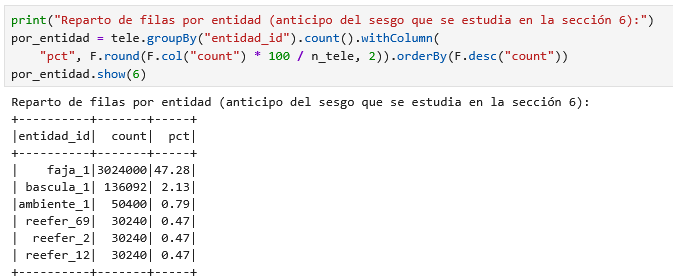 print("Reparto de filas por entidad (anticipo del sesgo que se estudia en la sección 6):")
por_entidad = tele.groupBy("entidad_id").count().withColumn(
    "pct", F.round(F.col("count") * 100 / n_tele, 2)).orderBy(F.desc("count"))
por_entidad.show(6)
Reparto de filas por entidad (anticipo del sesgo que se estudia en la sección 6):
+----------+-------+-----+
|entidad_id|  count|  pct|
+----------+-------+-----+
|    faja_1|3024000|47.28|
| bascula_1| 136092| 2.13|
|ambiente_1|  50400| 0.79|
| reefer_69|  30240| 0.47|
|  reefer_2|  30240| 0.47|
| reefer_12|  30240| 0.47|
+----------+-------+-----+